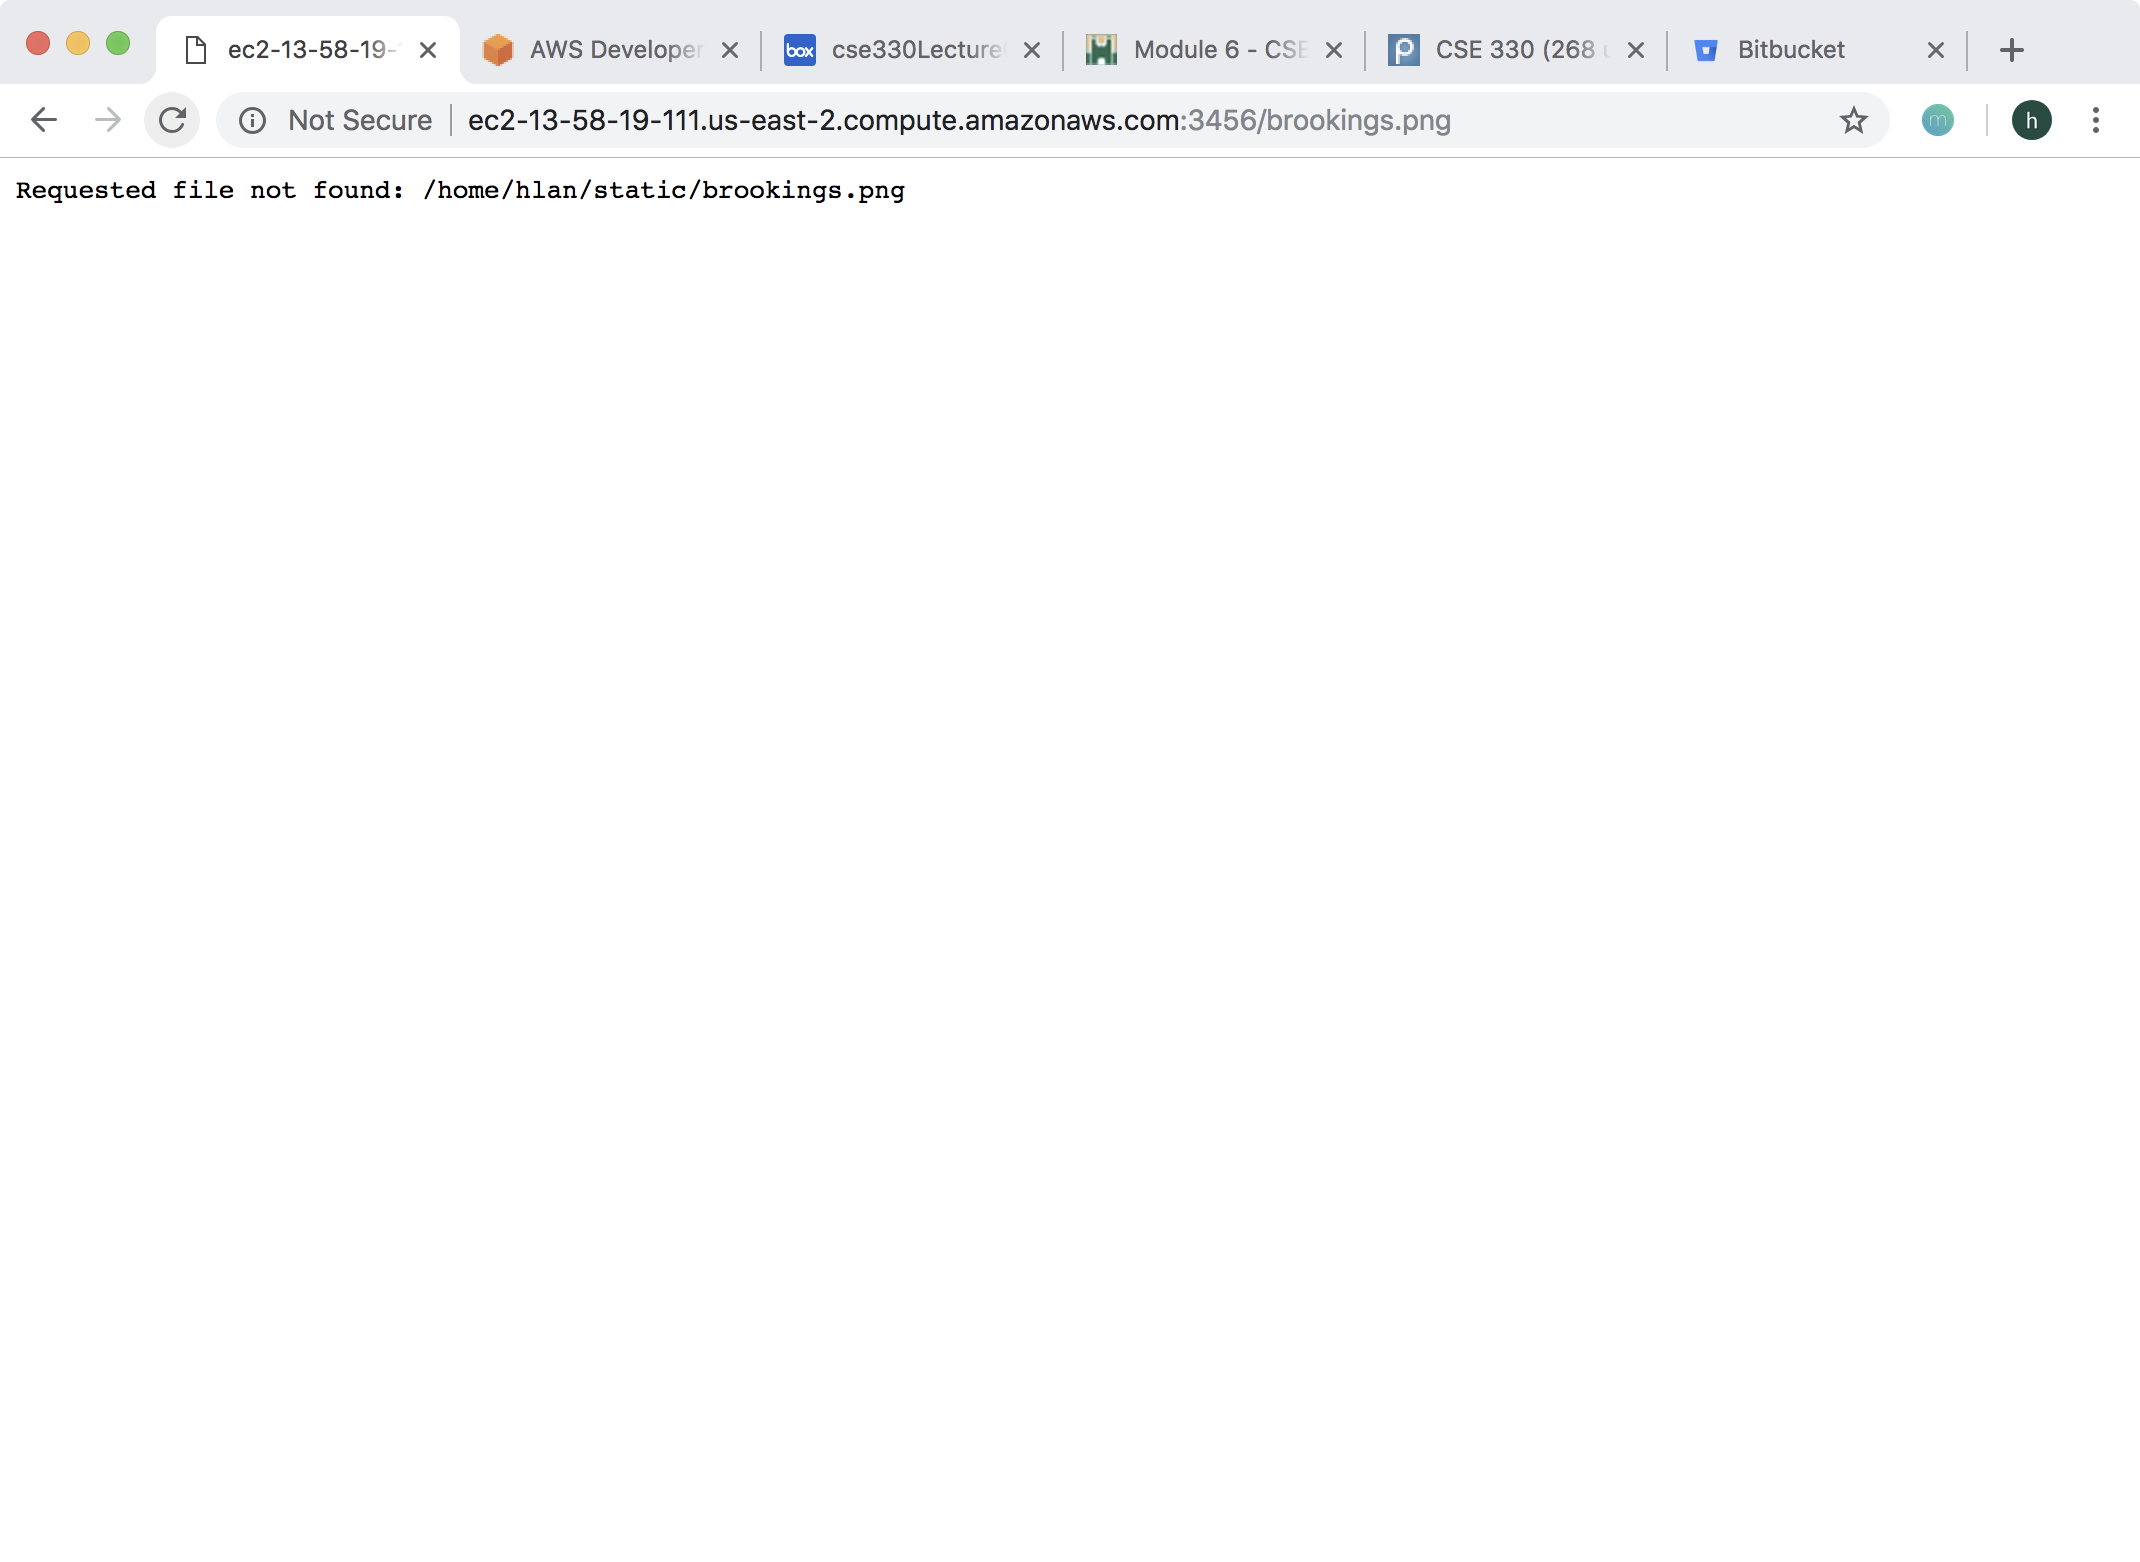 ec2-13-58-19-
AWS Developer
box
cse330Lecture
Module 6 - CSE
CSE 330 (268 u
Bitbucket
Not Secure
ec2-13-58-19-111.us-east-2.compute.amazonaws.com:3456/brookings.png
m
h
Requested file not found: /home/hlan/static/brookings.png